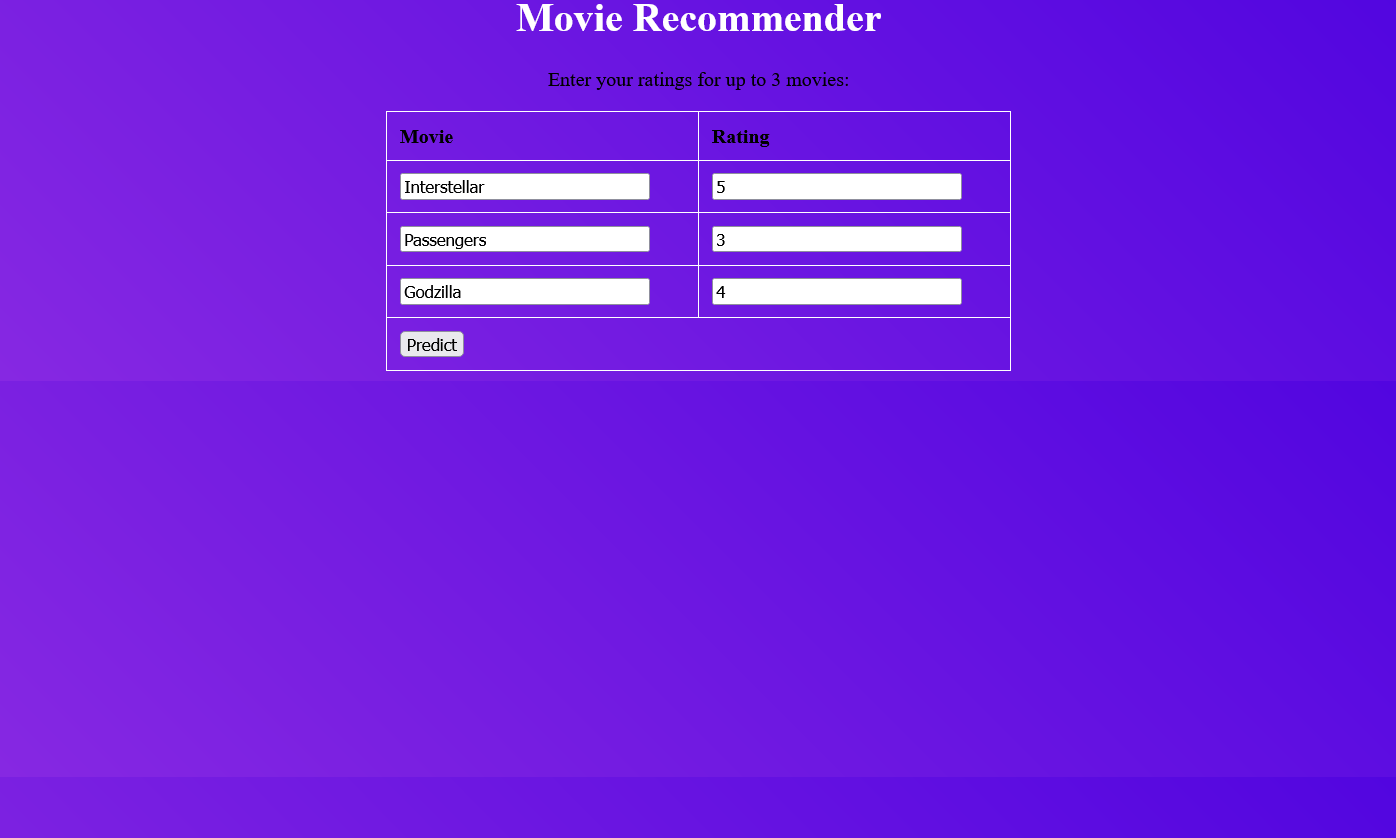 Movie Recommender
Enter your ratings for up to 3 movies:
Movie Rating
Interstellar 5
Passengers 3
Godzilla 4
Predict